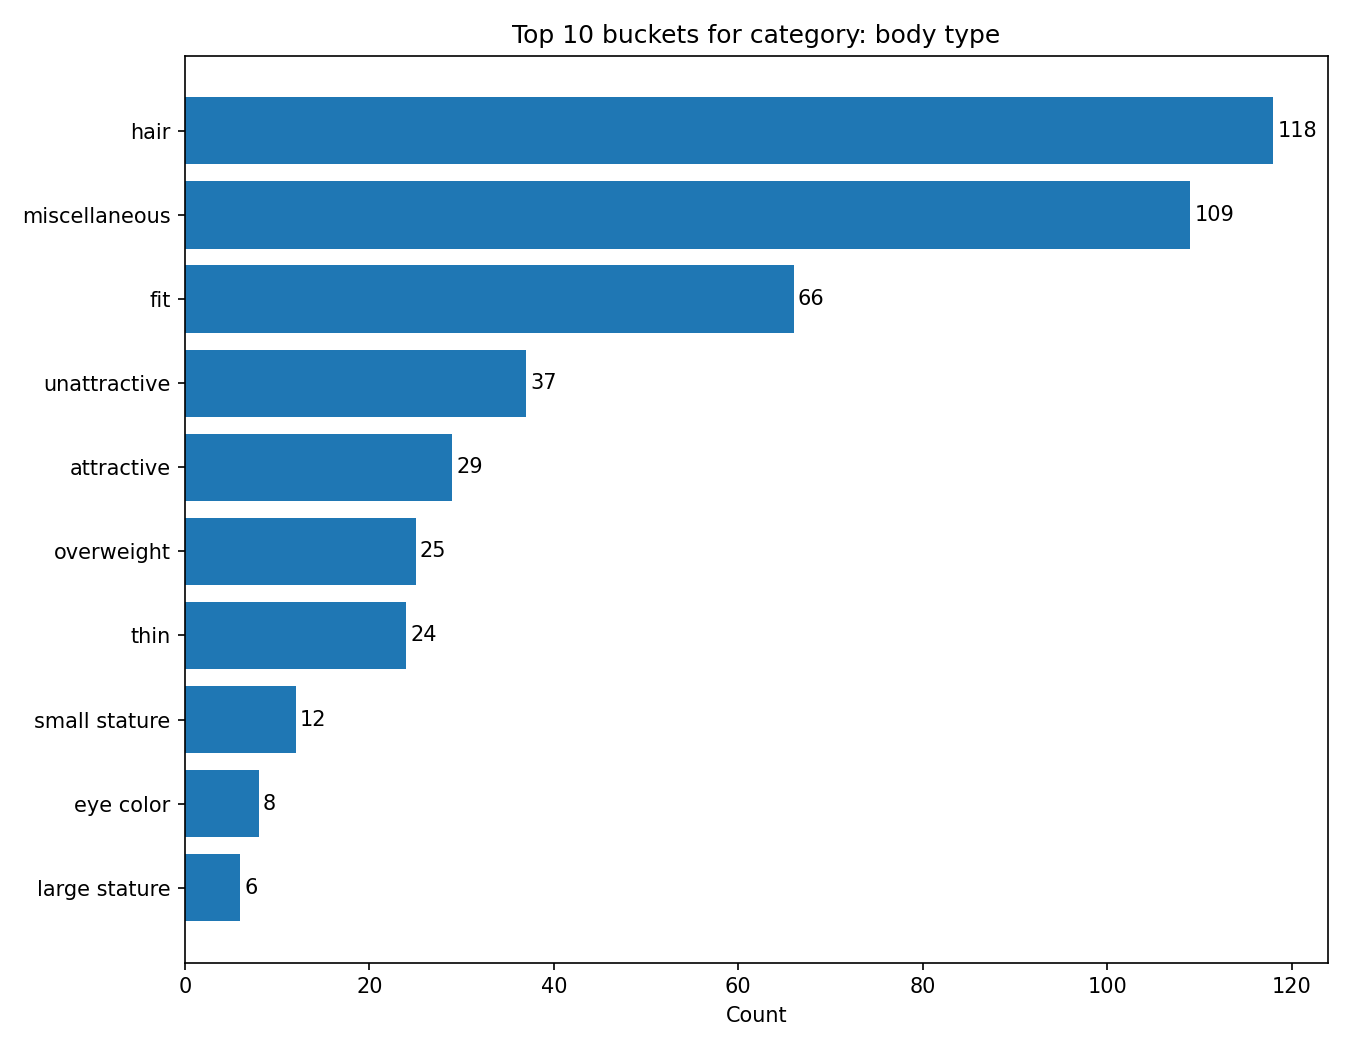 Top 10 buckets for category: body type
hair 118
miscellaneous 109
fit 66
unattractive 37
attractive 29
overweight 25
thin 24
small stature 12
eye color 8
large stature 6
0 20 40 60 80 100 120
Count